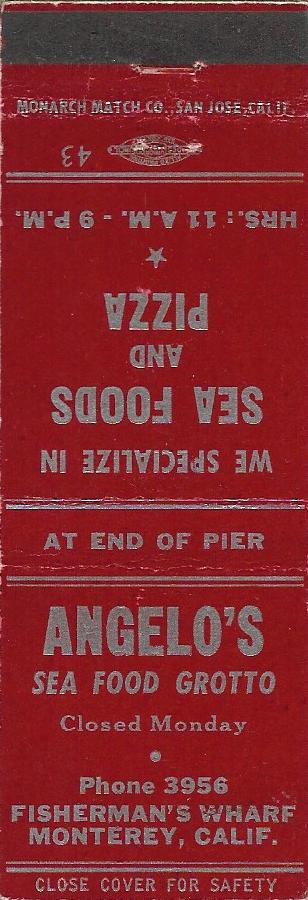 MONARCH MATCH CO., SAN JOSE, CALIF.
43
HRS.: 11 A.M. - 9 P.M.
WE SPECIALIZE IN
SEA FOODS
AND
PIZZA
AT END OF PIER
ANGELO'S
SEA FOOD GROTTO
Closed Monday
Phone 3956
FISHERMAN'S WHARF
MONTEREY, CALIF.
CLOSE COVER FOR SAFETY